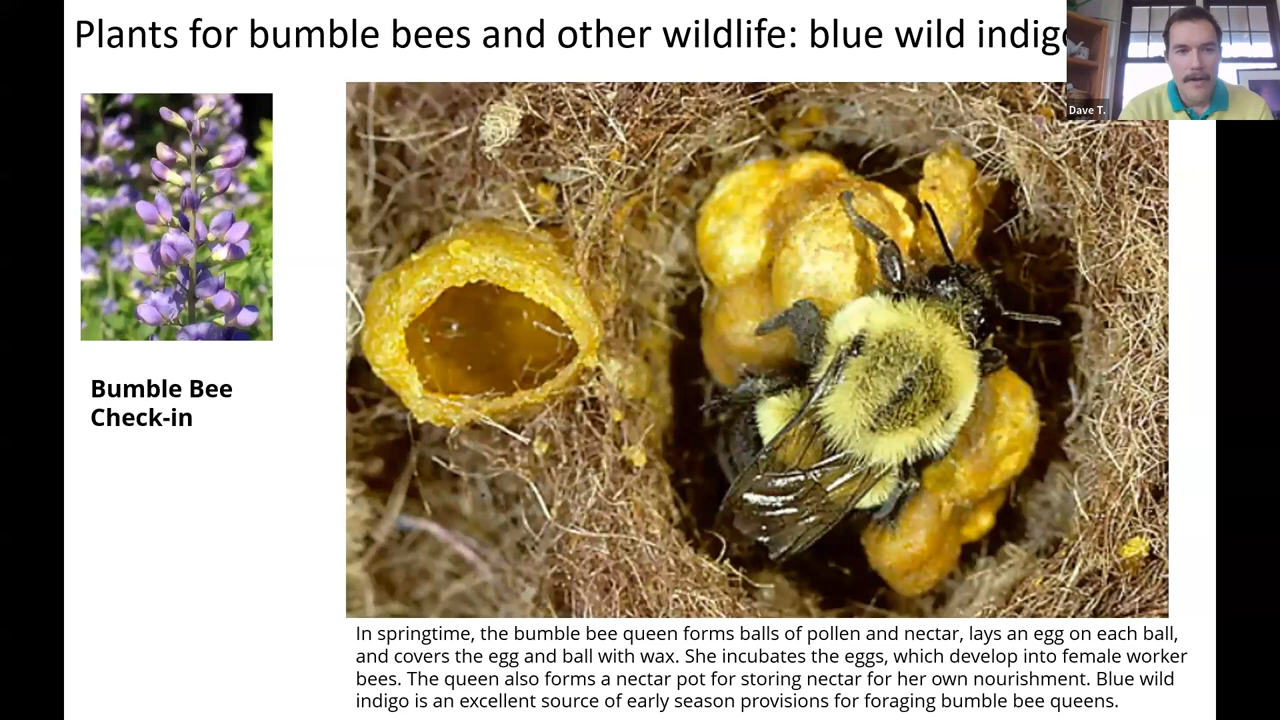 Plants for bumble bees and other wildlife: blue wild indigo
Dave T.
Bumble Bee
Check-in
In springtime, the bumble bee queen forms balls of pollen and nectar, lays an egg on each ball,
and covers the egg and ball with wax. She incubates the eggs, which develop into female worker
bees. The queen also forms a nectar pot for storing nectar for her own nourishment. Blue wild
indigo is an excellent source of early season provisions for foraging bumble bee queens.